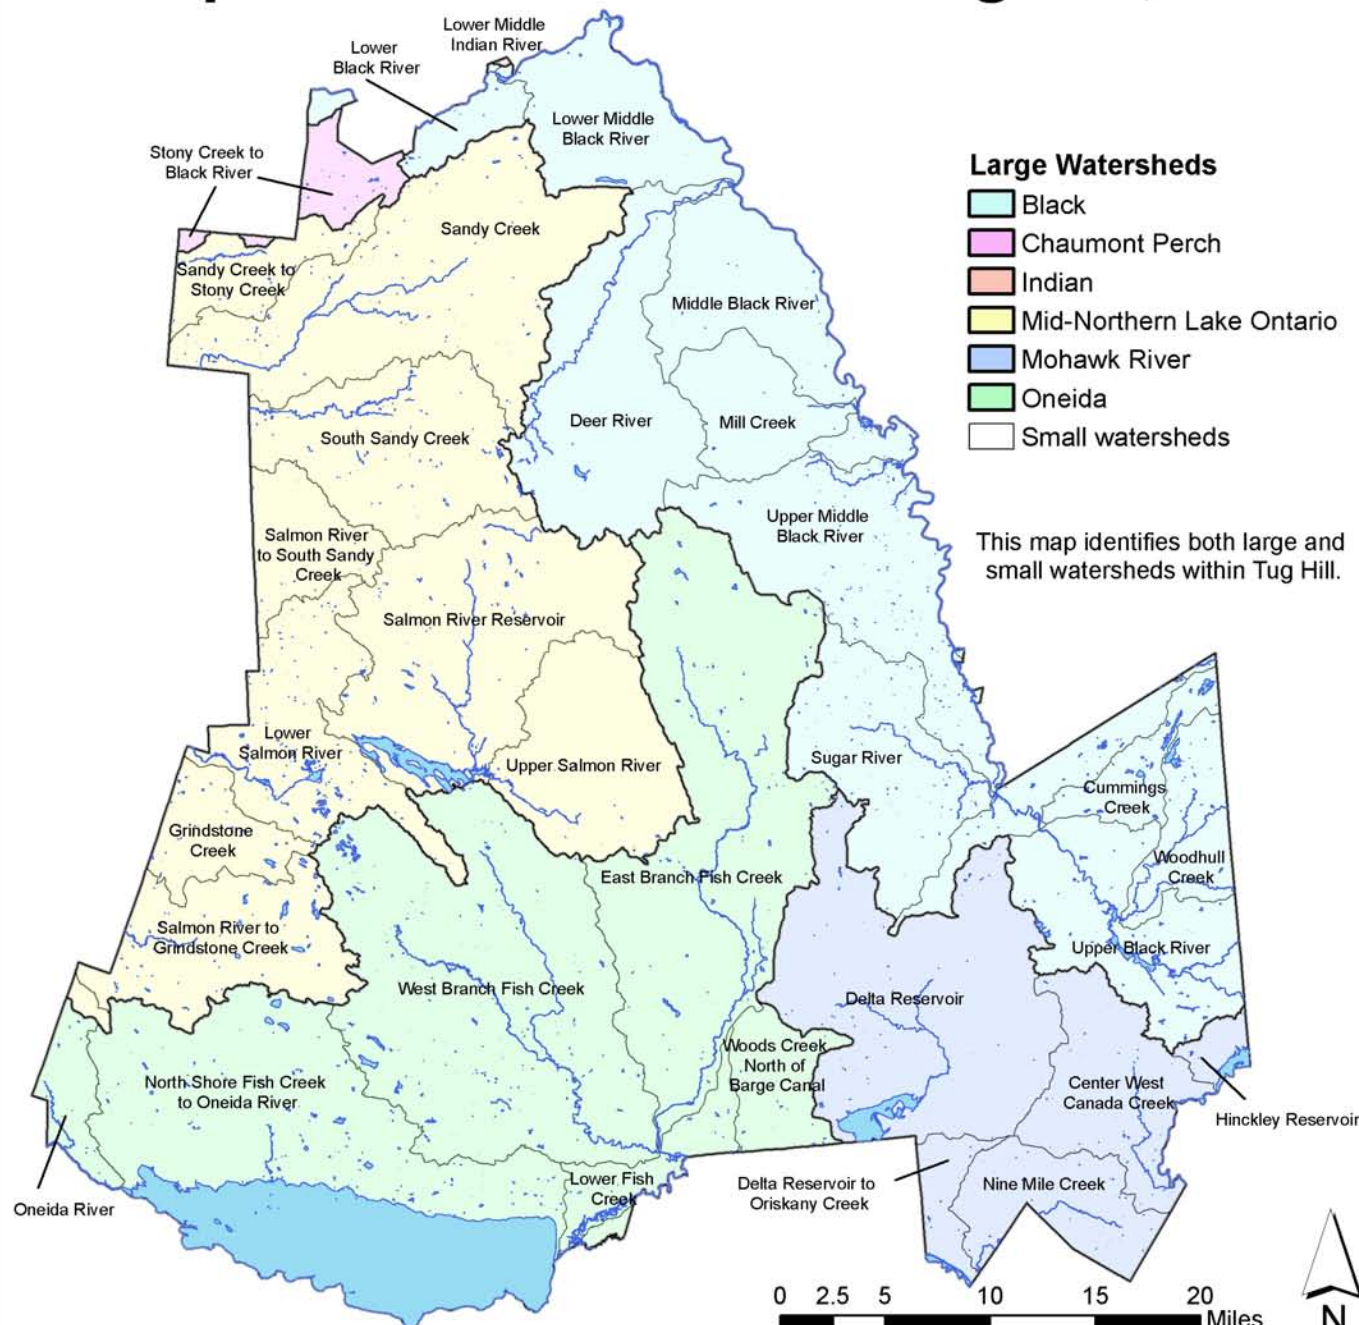 Lower Middle
Indian River
Lower
Black River
Lower Middle
Black River
Stony Creek to
Black River
Large Watersheds
Black
Chaumont Perch
Indian
Mid-Northern Lake Ontario
Mohawk River
Oneida
Small watersheds
Sandy Creek
Sandy Creek to
Stony Creek
Middle Black River
Deer River
Mill Creek
South Sandy Creek
Upper Middle
Black River
This map identifies both large and
small watersheds within Tug Hill.
Salmon River
to South Sandy
Creek
Salmon River Reservoir
Lower
Salmon River
Upper Salmon River
Sugar River
Cummings
Creek
Grindstone
Creek
Woodhull
Creek
East Branch Fish Creek
Salmon River to
Grindstone Creek
Upper Black River
West Branch Fish Creek
Delta Reservoir
Woods Creek
North of
Barge Canal
North Shore Fish Creek
to Oneida River
Center West
Canada Creek
Hinckley Reservoir
Oneida River
Lower Fish
Creek
Delta Reservoir to
Oriskany Creek
Nine Mile Creek
0 2.5 5 10 15 20
Miles
N